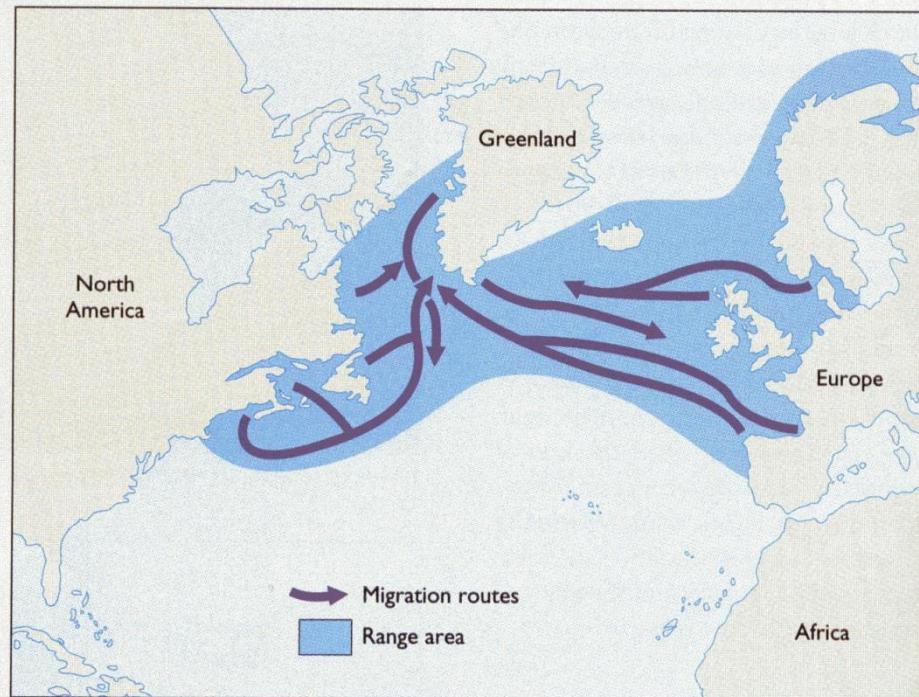 Greenland
North
America
Europe
Migration routes
Range area
Africa